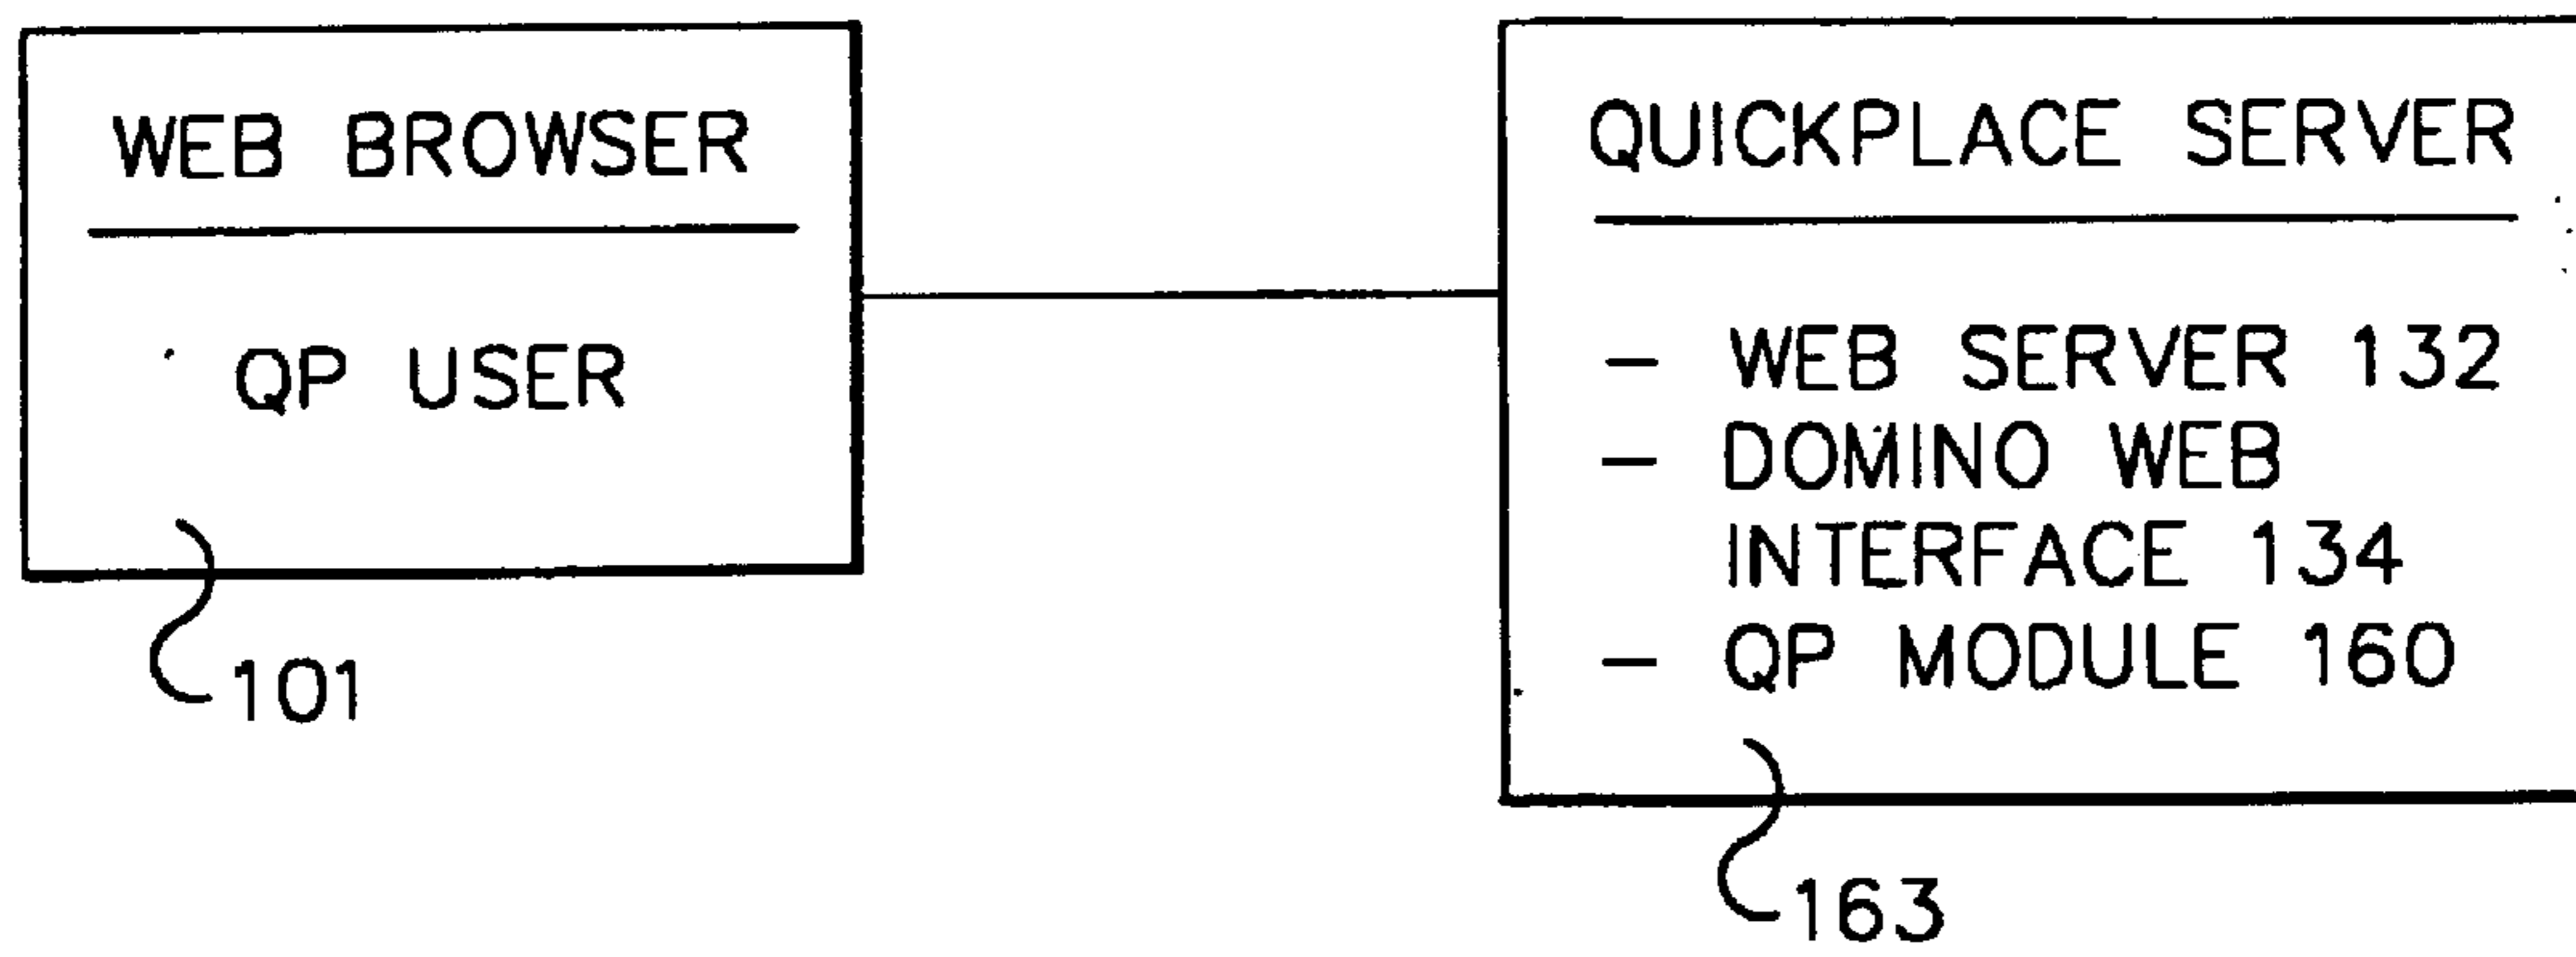 WEB BROWSER
QP USER
101
QUICKPLACE SERVER
- WEB SERVER 132
- DOMINO WEB
INTERFACE 134
- QP MODULE 160
163